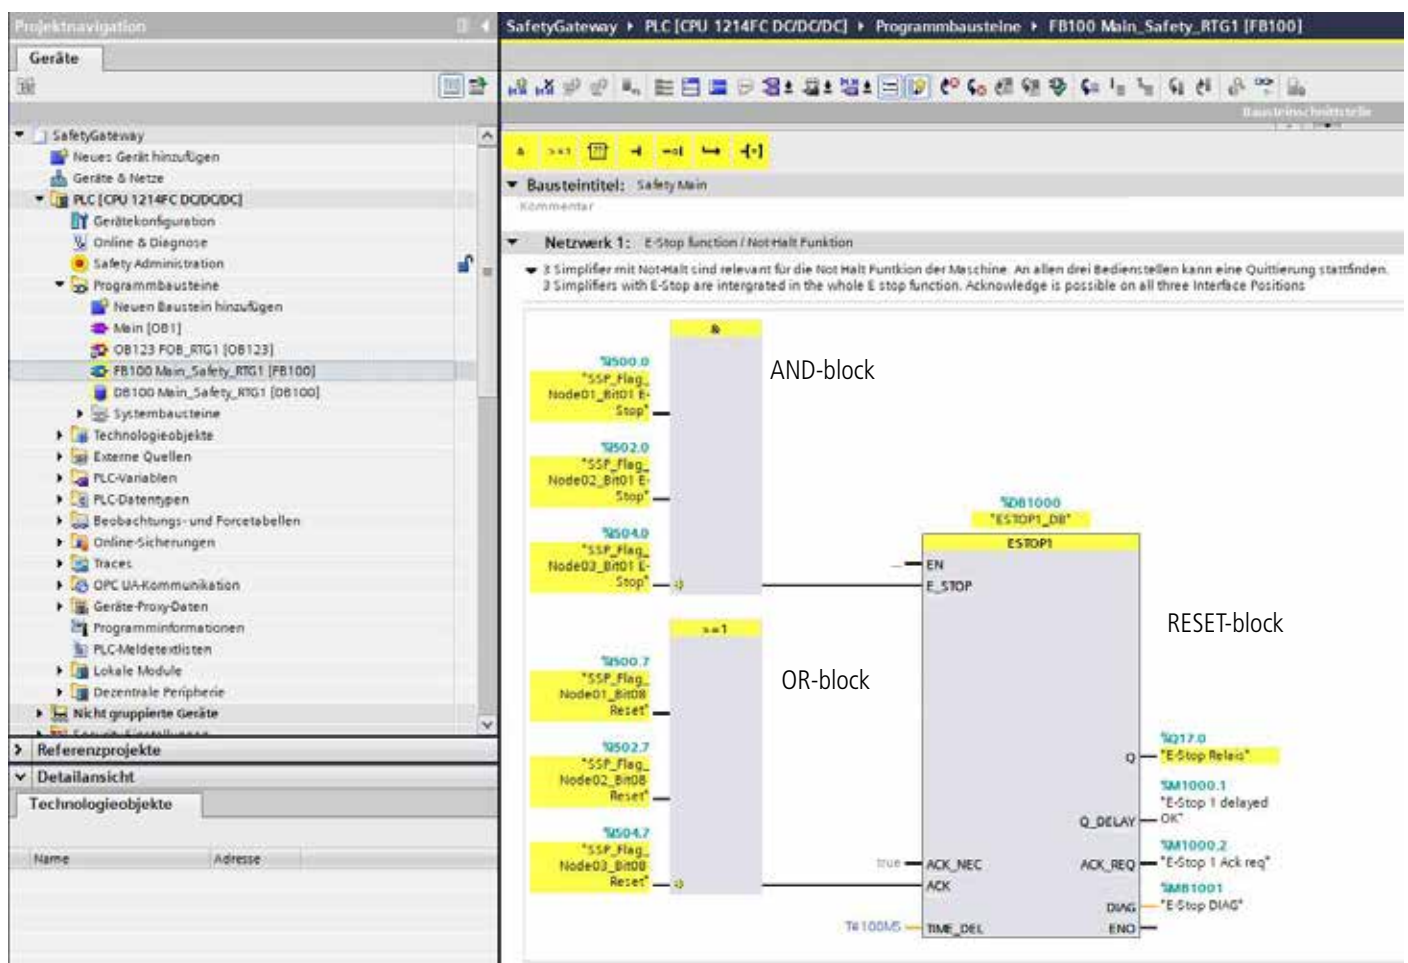 Projektnavigation
Geräte
SafetyGateway
Neues Gerät hinzufügen
Geräte & Netze
PLC [CPU 1214FC DC/DC/DC]
Gerätekonfiguration
Online & Diagnose
Safety Administration
Programmbausteine
Neuen Baustein hinzufügen
Main [OB1]
OB123 FOB_RTG1 [OB123]
FB100 Main_Safety_RTG1 [FB100]
DB100 Main_Safety_RTG1 [DB100]
Systembausteine
Technologieobjekte
Externe Quellen
PLC-Variablen
PLC-Datentypen
Beobachtungs- und Forcetabellen
Online-Sicherungen
Traces
OPC UA-Kommunikation
Geräte-Proxy-Daten
Programminformationen
PLC-Meldetextlisten
Lokale Module
Dezentrale Peripherie
Nicht gruppierte Geräte
Referenzprojekte
Detailansicht
Technologieobjekte
Name Adresse
SafetyGateway PLC [CPU 1214FC DC/DC/DC] Programmbausteine FB100 Main_Safety_RTG1 [FB100]
Bausteinschnittstelle
& >=1 ??
Bausteintitel: Safety Main
Kommentar
Netzwerk 1: E-Stop function / Not-Halt Funktion
3 Simplifier mit Not-Halt sind relevant für die Not Halt Funtkion der Maschine. An allen drei Bedienstellen kann eine Quittierung stattfinden.
3 Simplifiers with E-Stop are intergrated in the whole E stop function. Acknowledge is possible on all three Interface Positions
&
AND-block
%I500.0
"SSP_Flag_
Node01_Bit01 E-
Stop"
%I502.0
"SSP_Flag_
Node02_Bit01 E-
Stop"
%I504.0
"SSP_Flag_
Node03_Bit01 E-
Stop"
>=1
OR-block
%I500.7
"SSP_Flag_
Node01_Bit08
Reset"
%I502.7
"SSP_Flag_
Node02_Bit08
Reset"
%I504.7
"SSP_Flag_
Node03_Bit08
Reset"
%DB1000
"ESTOP1_DB"
ESTOP1
... EN
E_STOP
RESET-block
%Q17.0
Q "E-Stop Relais"
%M1000.1
"E-Stop 1 delayed
Q_DELAY OK"
%M1000.2
true ACK_NEC ACK_REQ "E-Stop 1 Ack req"
ACK
%MB1001
DIAG "E-Stop DIAG"
T#100MS TIME_DEL ENO